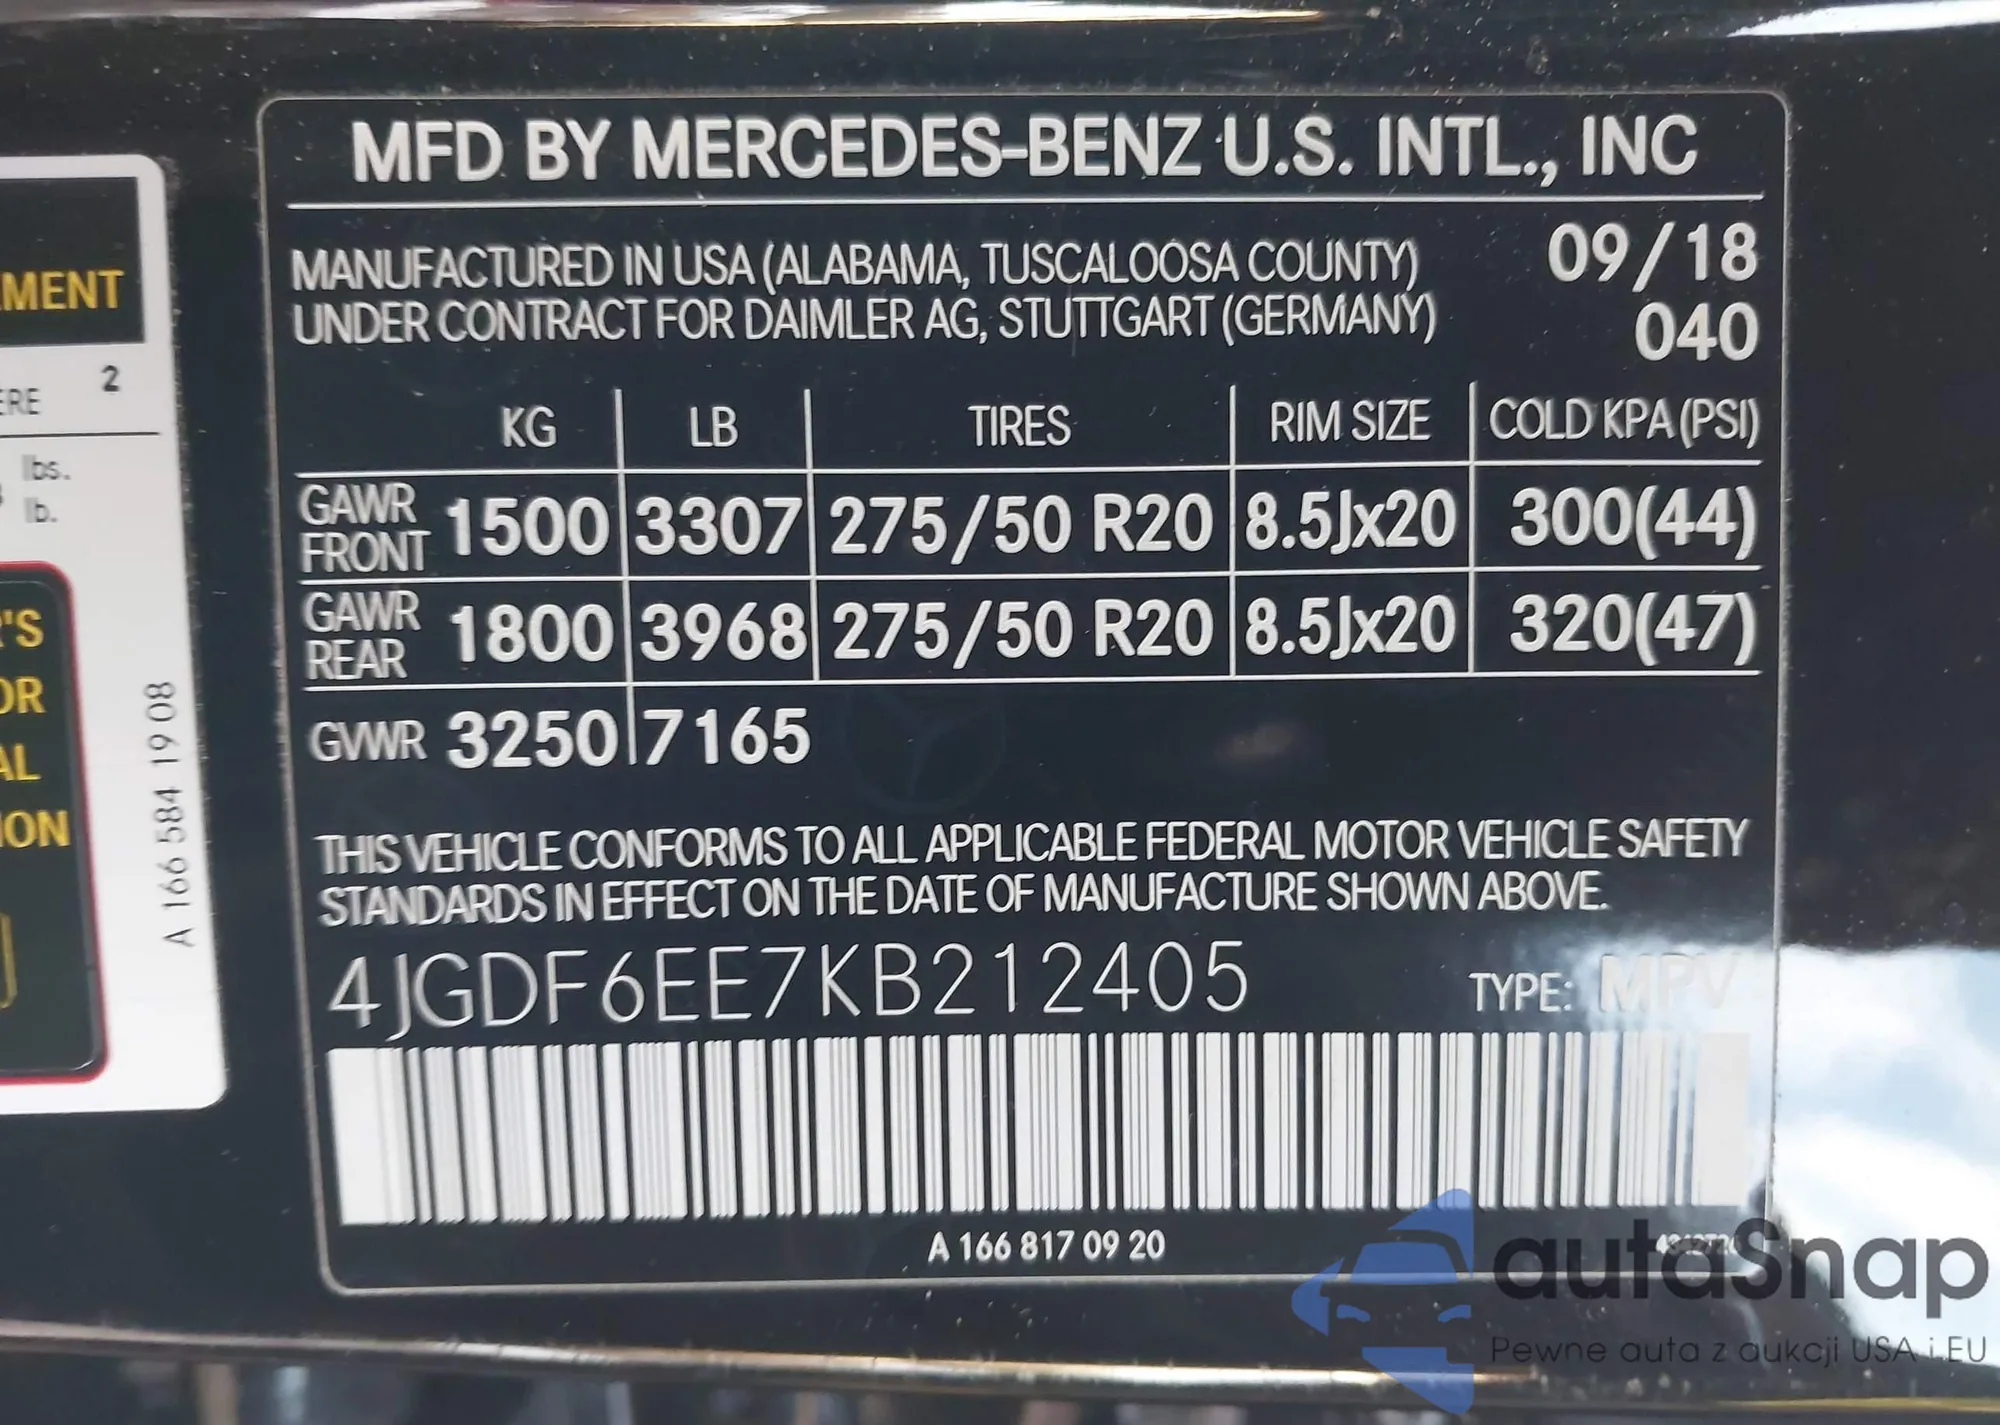 MFD BY MERCEDES-BENZ U.S. INTL., INC
MANUFACTURED IN USA (ALABAMA, TUSCALOOSA COUNTY) 09/18
UNDER CONTRACT FOR DAIMLER AG, STUTTGART (GERMANY) 040
KG LB TIRES RIM SIZE COLD KPA (PSI)
GAWR FRONT 1500 3307 275/50 R20 8.5Jx20 300(44)
GAWR REAR 1800 3968 275/50 R20 8.5Jx20 320(47)
GVWR 3250 7165
THIS VEHICLE CONFORMS TO ALL APPLICABLE FEDERAL MOTOR VEHICLE SAFETY
STANDARDS IN EFFECT ON THE DATE OF MANUFACTURE SHOWN ABOVE.
4JGDF6EE7KB212405 TYPE: MPV
A 166 817 09 20
MENT
ERE 2
lbs.
lb.
'S
OR
AL
ION
A 166 584 19 08
autaSnap
Pewne auta z aukcji USA i EU